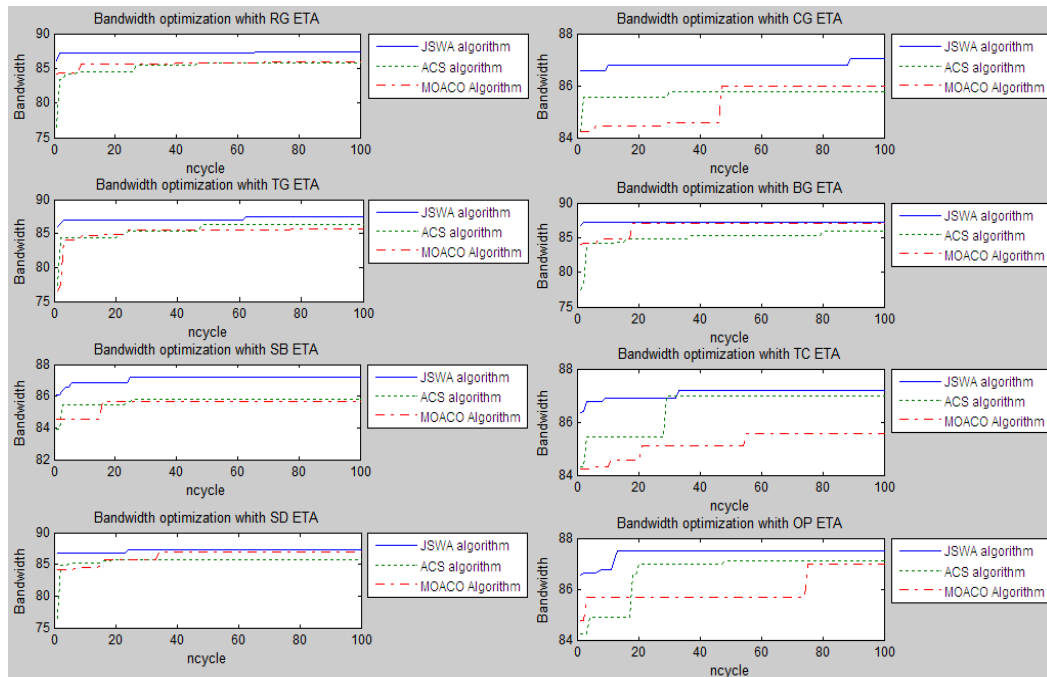 Bandwidth optimization whith RG ETA
90
85
80
75
Bandwidth
0 20 40 60 80 100
ncycle
JSWA algorithm
ACS algorithm
MOACO Algorithm
Bandwidth optimization whith CG ETA
88
86
84
Bandwidth
0 20 40 60 80 100
ncycle
JSWA algorithm
ACS algorithm
MOACO Algorithm
Bandwidth optimization whith TG ETA
90
85
80
75
Bandwidth
0 20 40 60 80 100
ncycle
JSWA algorithm
ACS algorithm
MOACO Algorithm
Bandwidth optimization whith BG ETA
90
85
80
75
Bandwidth
0 20 40 60 80 100
ncycle
JSWA algorithm
ACS algorithm
MOACO Algorithm
Bandwidth optimization whith SB ETA
88
86
84
82
Bandwidth
0 20 40 60 80 100
ncycle
JSWA algorithm
ACS algorithm
MOACO Algorithm
Bandwidth optimization whith TC ETA
88
86
84
Bandwidth
0 20 40 60 80 100
ncycle
JSWA algorithm
ACS algorithm
MOACO Algorithm
Bandwidth optimization whith SD ETA
90
85
80
75
Bandwidth
0 20 40 60 80 100
ncycle
JSWA algorithm
ACS algorithm
MOACO Algorithm
Bandwidth optimization whith OP ETA
88
86
84
Bandwidth
0 20 40 60 80 100
ncycle
JSWA algorithm
ACS algorithm
MOACO Algorithm